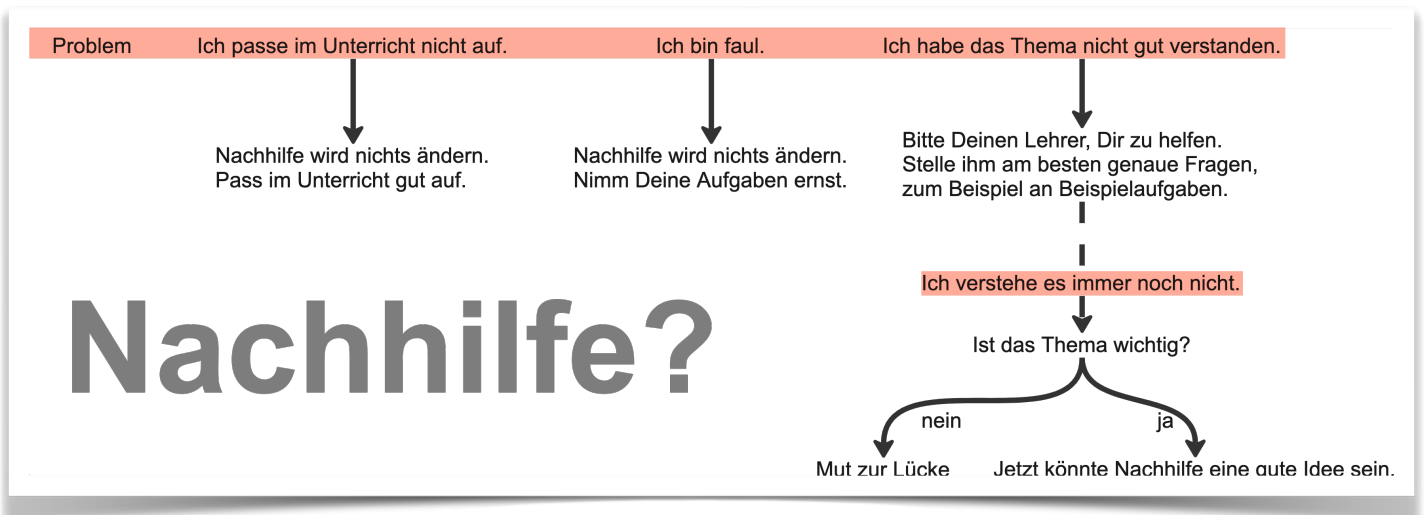 Problem Ich passe im Unterricht nicht auf. Ich bin faul. Ich habe das Thema nicht gut verstanden.
Nachhilfe wird nichts ändern.
Pass im Unterricht gut auf.
Nachhilfe wird nichts ändern.
Nimm Deine Aufgaben ernst.
Bitte Deinen Lehrer, Dir zu helfen.
Stelle ihm am besten genaue Fragen,
zum Beispiel an Beispielaufgaben.
Ich verstehe es immer noch nicht.
Nachhilfe?
Ist das Thema wichtig?
nein ja
Mut zur Lücke Jetzt könnte Nachhilfe eine gute Idee sein.